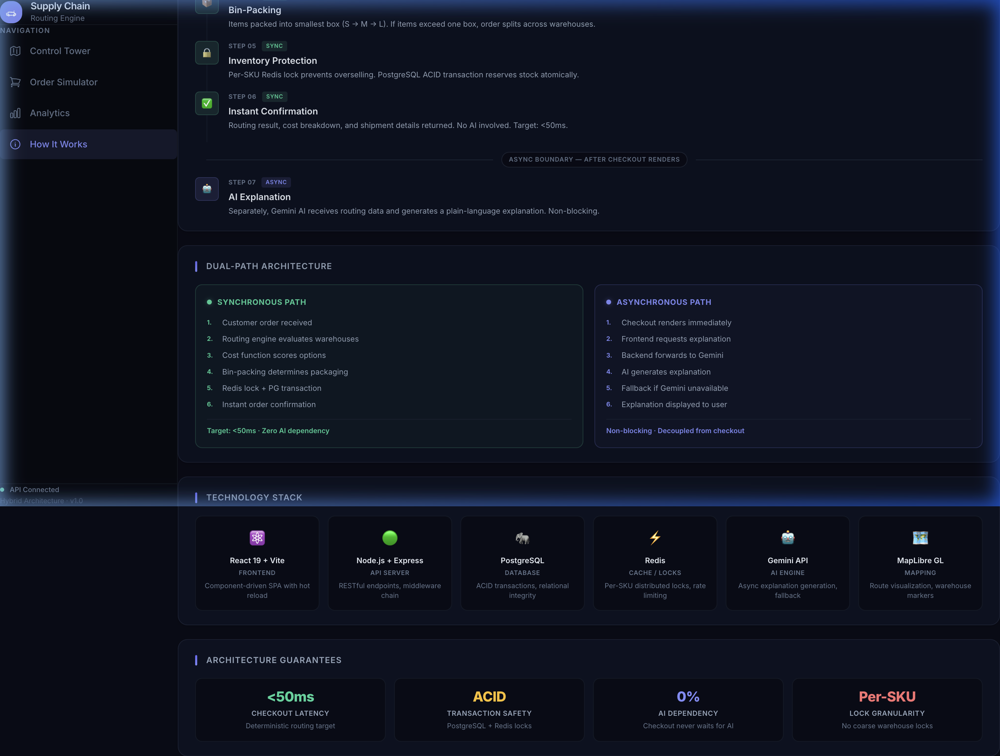 Supply Chain
Routing Engine
NAVIGATION
Control Tower
Order Simulator
Analytics
How It Works
API Connected
Hybrid Architecture · v1.0
Bin-Packing
Items packed into smallest box (S → M → L). If items exceed one box, order splits across warehouses.
STEP 05 SYNC
Inventory Protection
Per-SKU Redis lock prevents overselling. PostgreSQL ACID transaction reserves stock atomically.
STEP 06 SYNC
Instant Confirmation
Routing result, cost breakdown, and shipment details returned. No AI involved. Target: <50ms.
ASYNC BOUNDARY — AFTER CHECKOUT RENDERS
STEP 07 ASYNC
AI Explanation
Separately, Gemini AI receives routing data and generates a plain-language explanation. Non-blocking.
DUAL-PATH ARCHITECTURE
SYNCHRONOUS PATH
1. Customer order received
2. Routing engine evaluates warehouses
3. Cost function scores options
4. Bin-packing determines packaging
5. Redis lock + PG transaction
6. Instant order confirmation
Target: <50ms · Zero AI dependency
ASYNCHRONOUS PATH
1. Checkout renders immediately
2. Frontend requests explanation
3. Backend forwards to Gemini
4. AI generates explanation
5. Fallback if Gemini unavailable
6. Explanation displayed to user
Non-blocking · Decoupled from checkout
TECHNOLOGY STACK
React 19 + Vite
FRONTEND
Component-driven SPA with hot
reload
Node.js + Express
API SERVER
RESTful endpoints, middleware
chain
PostgreSQL
DATABASE
ACID transactions, relational
integrity
Redis
CACHE / LOCKS
Per-SKU distributed locks, rate
limiting
Gemini API
AI ENGINE
Async explanation generation,
fallback
MapLibre GL
MAPPING
Route visualization, warehouse
markers
ARCHITECTURE GUARANTEES
<50ms
CHECKOUT LATENCY
Deterministic routing target
ACID
TRANSACTION SAFETY
PostgreSQL + Redis locks
0%
AI DEPENDENCY
Checkout never waits for AI
Per-SKU
LOCK GRANULARITY
No coarse warehouse locks